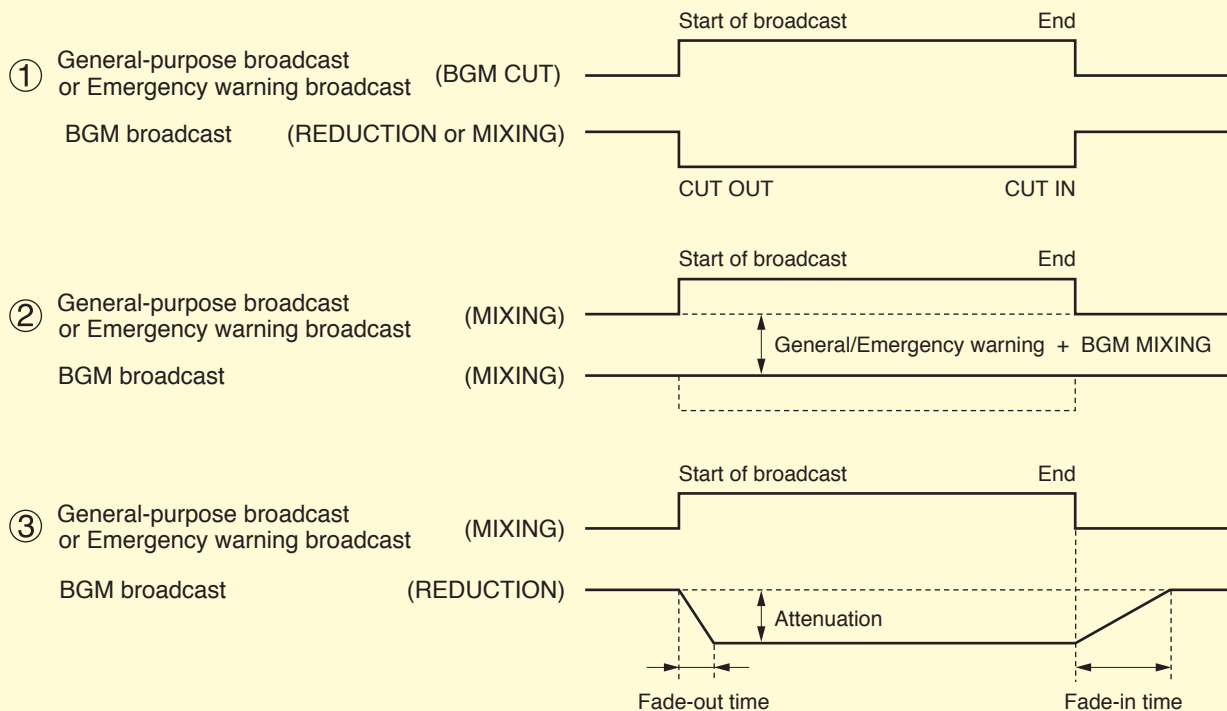 Start of broadcast End
① General-purpose broadcast
or Emergency warning broadcast (BGM CUT)
BGM broadcast (REDUCTION or MIXING)
CUT OUT CUT IN
Start of broadcast End
② General-purpose broadcast
or Emergency warning broadcast (MIXING)
General/Emergency warning + BGM MIXING
BGM broadcast (MIXING)
Start of broadcast End
③ General-purpose broadcast
or Emergency warning broadcast (MIXING)
BGM broadcast (REDUCTION)
Attenuation
Fade-out time Fade-in time